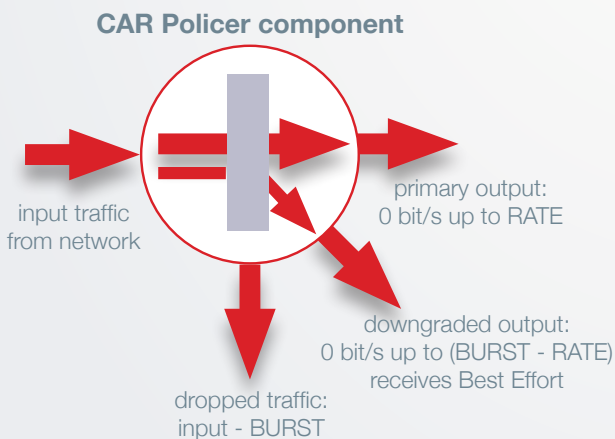 CAR Policer component
input traffic
from network
primary output:
0 bit/s up to RATE
downgraded output:
0 bit/s up to (BURST - RATE)
receives Best Effort
dropped traffic:
input - BURST